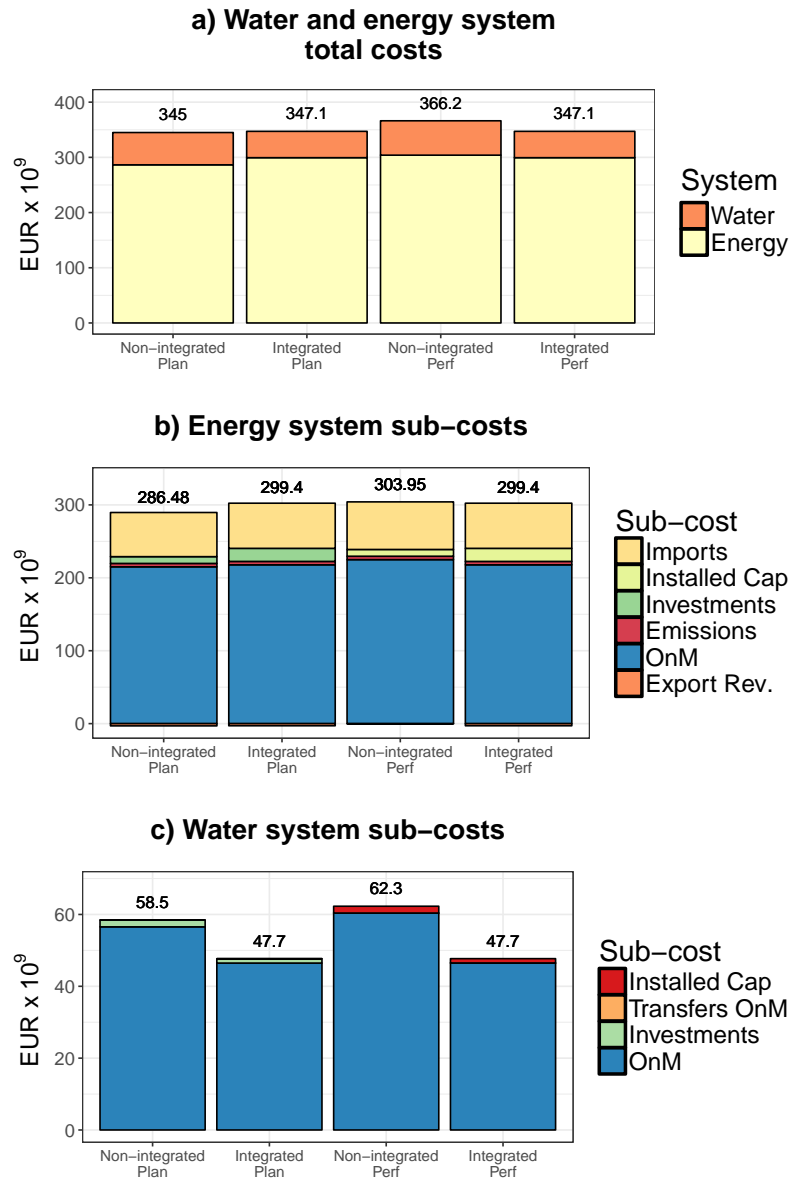 a) Water and energy system
total costs
345
347.1
366.2
347.1
400
300
200
100
0
EUR x 10^9
Non−integrated
Plan
Integrated
Plan
Non−integrated
Perf
Integrated
Perf
System
Water
Energy
b) Energy system sub−costs
286.48
299.4
303.95
299.4
300
200
100
0
EUR x 10^9
Non−integrated
Plan
Integrated
Plan
Non−integrated
Perf
Integrated
Perf
Sub−cost
Imports
Installed Cap
Investments
Emissions
OnM
Export Rev.
c) Water system sub−costs
58.5
47.7
62.3
47.7
60
40
20
0
EUR x 10^9
Non−integrated
Plan
Integrated
Plan
Non−integrated
Perf
Integrated
Perf
Sub−cost
Installed Cap
Transfers OnM
Investments
OnM